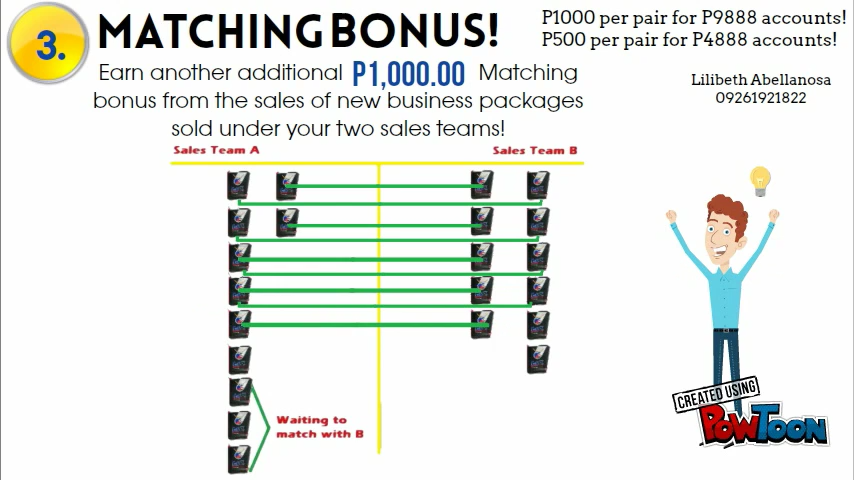 3.
MATCHING BONUS!
Earn another additional P1,000.00 Matching
bonus from the sales of new business packages
sold under your two sales teams!
P1000 per pair for P9888 accounts!
P500 per pair for P4888 accounts!
Lilibeth Abellanosa
09261921822
Sales Team A
Sales Team B
Waiting to
match with B
CREATED USING
POWTOON